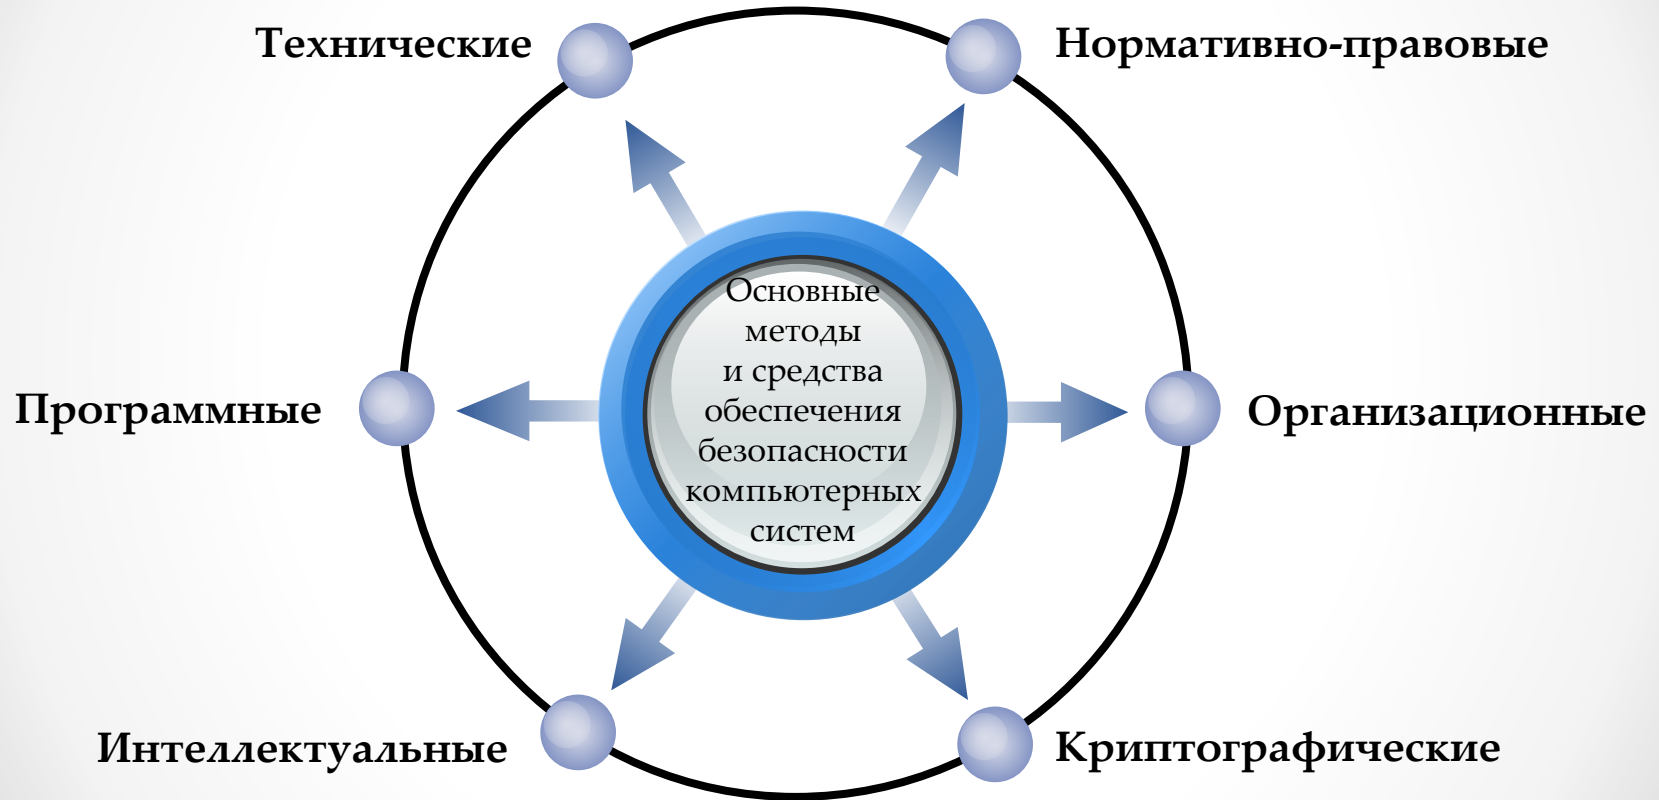 Технические
Нормативно-правовые
Основные
методы
и средства
обеспечения
безопасности
компьютерных
систем
Программные
Организационные
Интеллектуальные
Криптографические